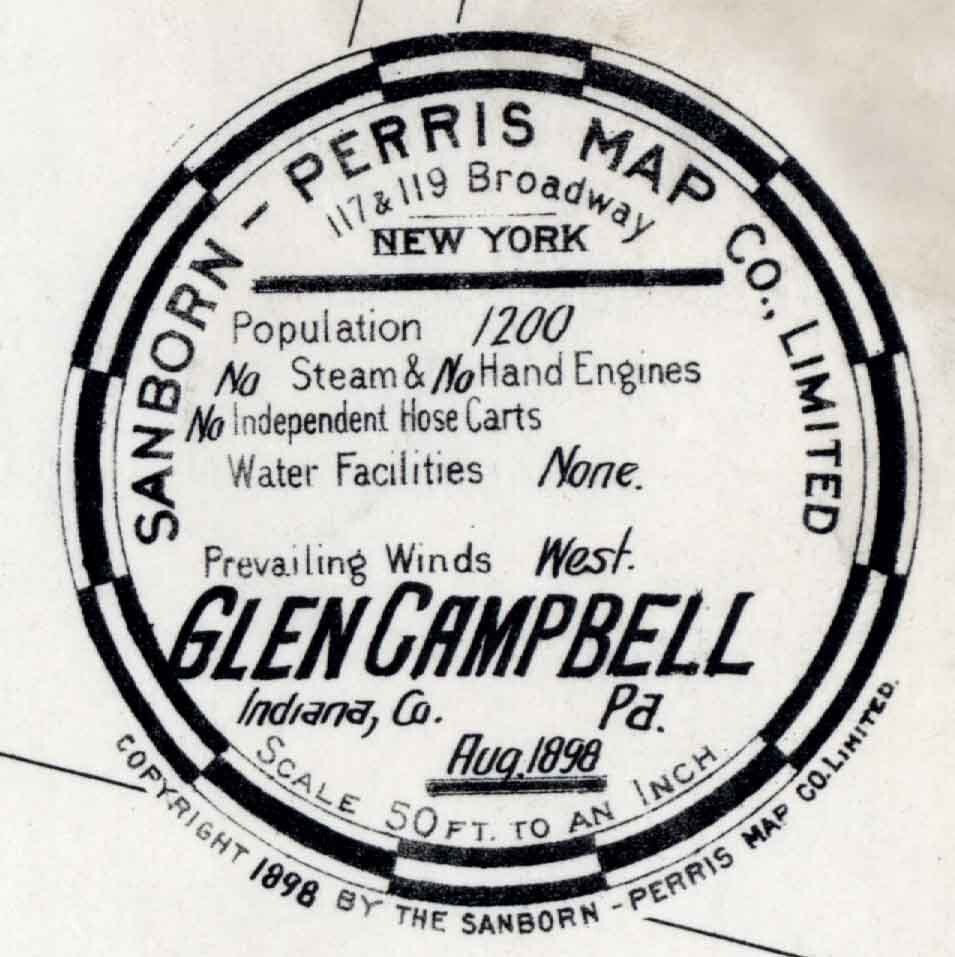 SANBORN - PERRIS MAP CO., LIMITED
117 & 119 Broadway
NEW YORK
Population 1200
No Steam & No Hand Engines
No Independent Hose Carts
Water Facilities None.
Prevailing Winds West.
GLEN CAMPBELL
Indiana, Co. Pa.
Aug. 1898
SCALE 50 FT. TO AN INCH
COPYRIGHT 1898 BY THE SANBORN - PERRIS MAP CO. LIMITED.